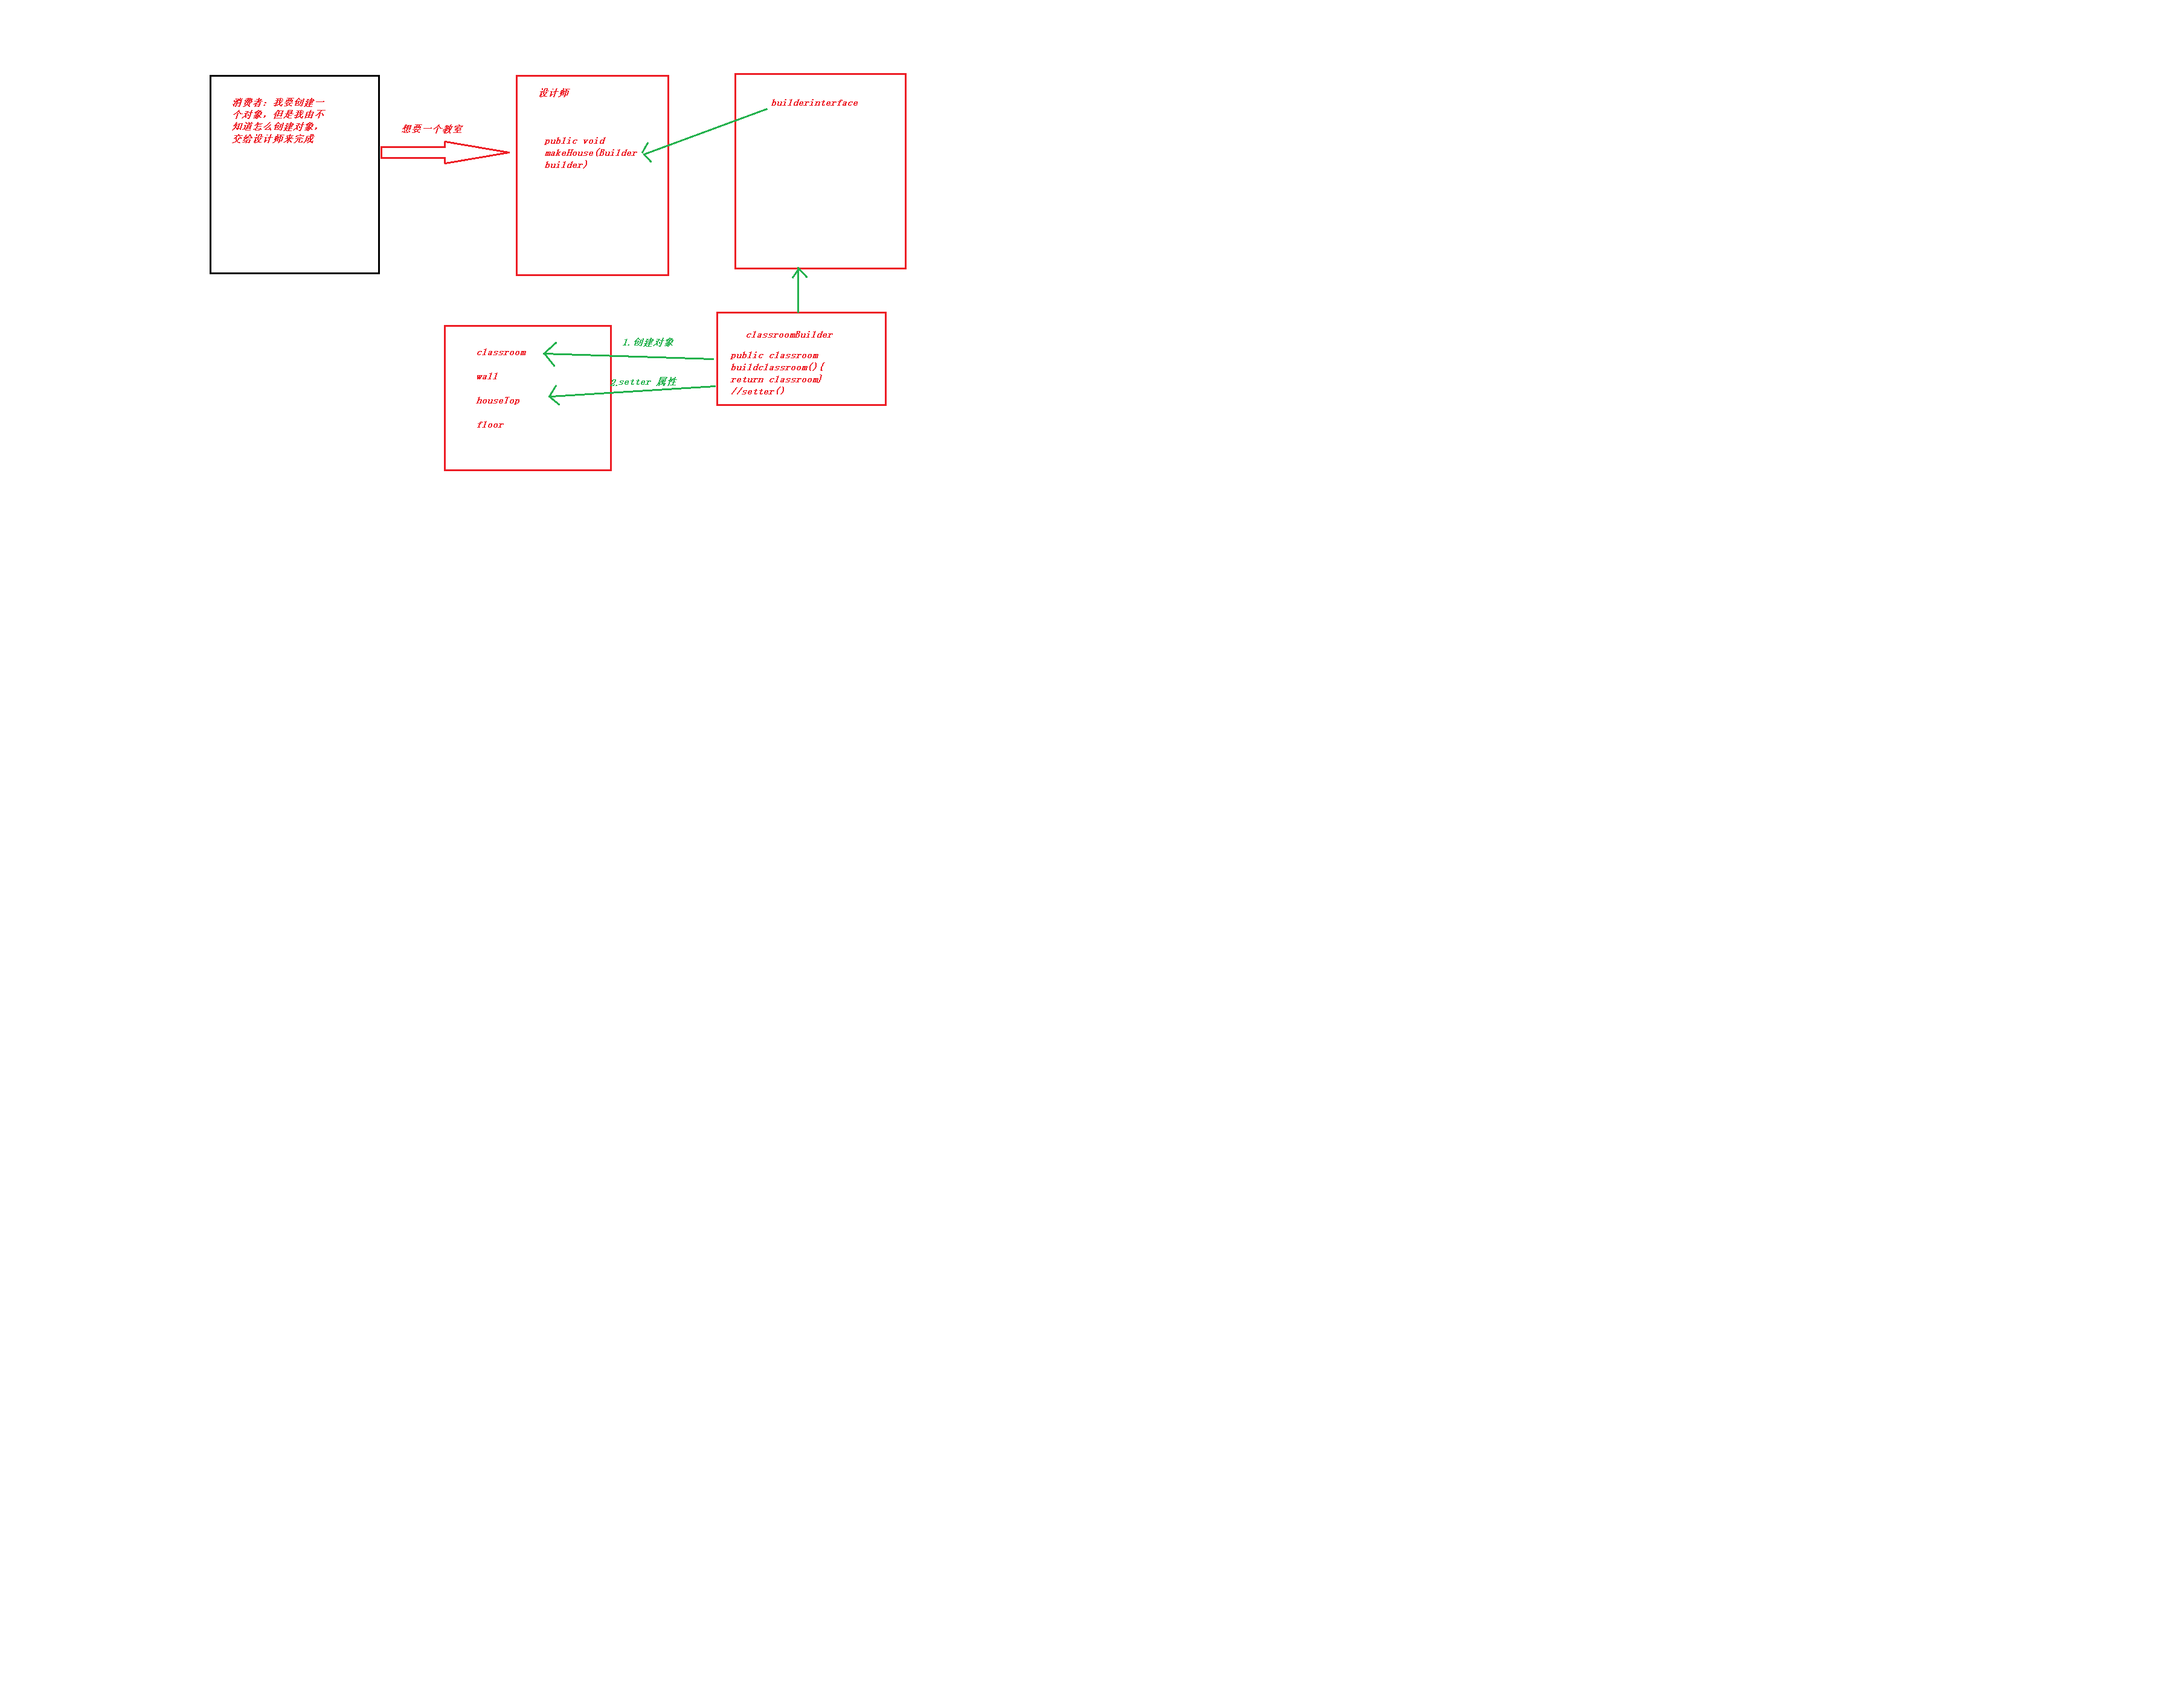 消费者：我要创建一
个对象，但是我由不
知道怎么创建对象，
交给设计师来完成
想要一个教室
设计师
public void
makeHouse(Builder
builder)
builderinterface
classroom
wall
houseTop
floor
1.创建对象
2.setter 属性
classroomBuilder
public classroom
buildclassroom(){
return classroom}
//setter()